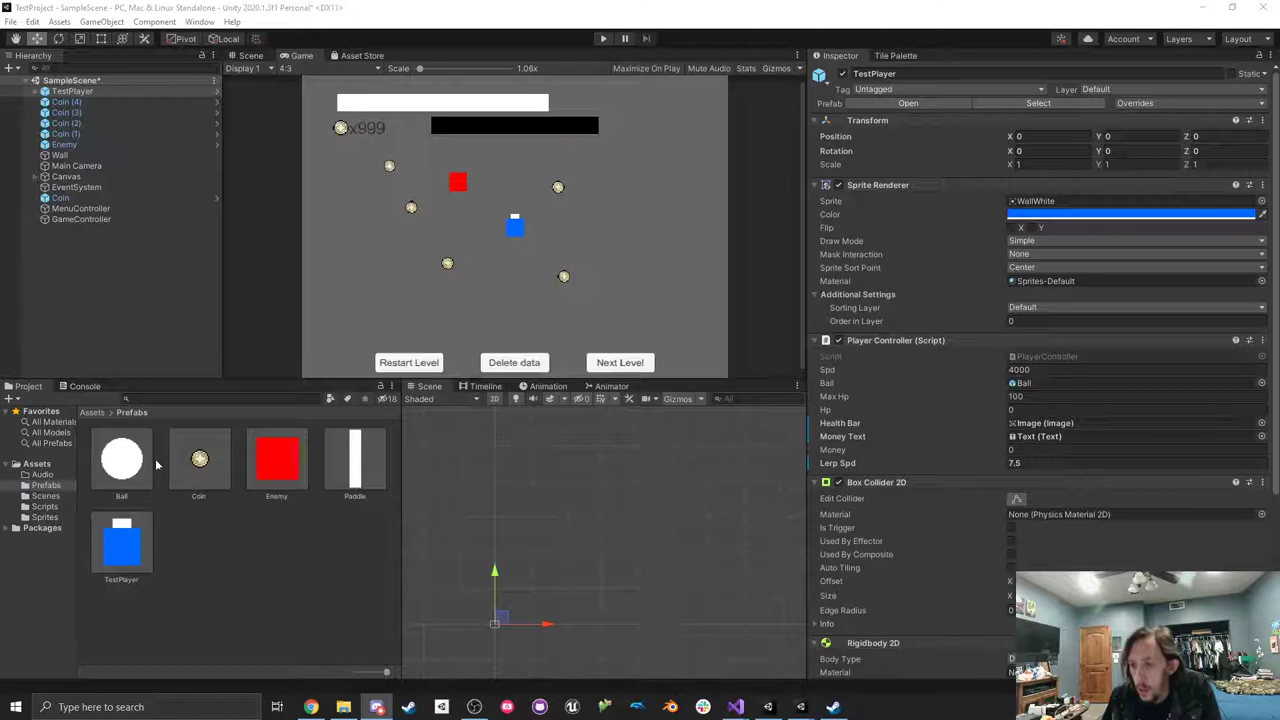 TestProject - SampleScene - PC, Mac & Linux Standalone - Unity 2020.1.3f1 Personal* <DX11>
File Edit Assets GameObject Component Window Help
Pivot Local Account Layers Layout
Hierarchy Scene Game Asset Store Inspector Tile Palette
All Display 1 4:3 Scale 1.06x Maximize On Play Mute Audio Stats Gizmos
SampleScene*
TestPlayer
Coin (4)
Coin (3)
Coin (2)
Coin (1)
Enemy
Wall
Main Camera
Canvas
EventSystem
Coin
MenuController
GameController
x999
Restart Level Delete data Next Level
TestPlayer Static
Tag Untagged Layer Default
Prefab Open Select Overrides
Transform
Position X 0 Y 0 Z 0
Rotation X 0 Y 0 Z 0
Scale X 1 Y 1 Z 1
Sprite Renderer
Sprite WallWhite
Color
Flip X Y
Draw Mode Simple
Mask Interaction None
Sprite Sort Point Center
Material Sprites-Default
Additional Settings
Sorting Layer Default
Order in Layer 0
Player Controller (Script)
Script PlayerController
Spd 4000
Ball Ball
Max Hp 100
Hp 0
Health Bar Image (Image)
Money Text Text (Text)
Money 0
Lerp Spd 7.5
Box Collider 2D
Edit Collider
Material None (Physics Material 2D)
Is Trigger
Used By Effector
Used By Composite
Auto Tiling
Offset X
Size X
Edge Radius 0
Info
Rigidbody 2D
Body Type D
Material
Project Console
18
Favorites
All Material
All Models
All Prefabs
Assets
Audio
Prefabs
Scenes
Scripts
Sprites
Packages
Assets > Prefabs
Ball Coin Enemy Paddle
TestPlayer
Scene Timeline Animation Animator
Shaded 2D 0 Gizmos All
Type here to search